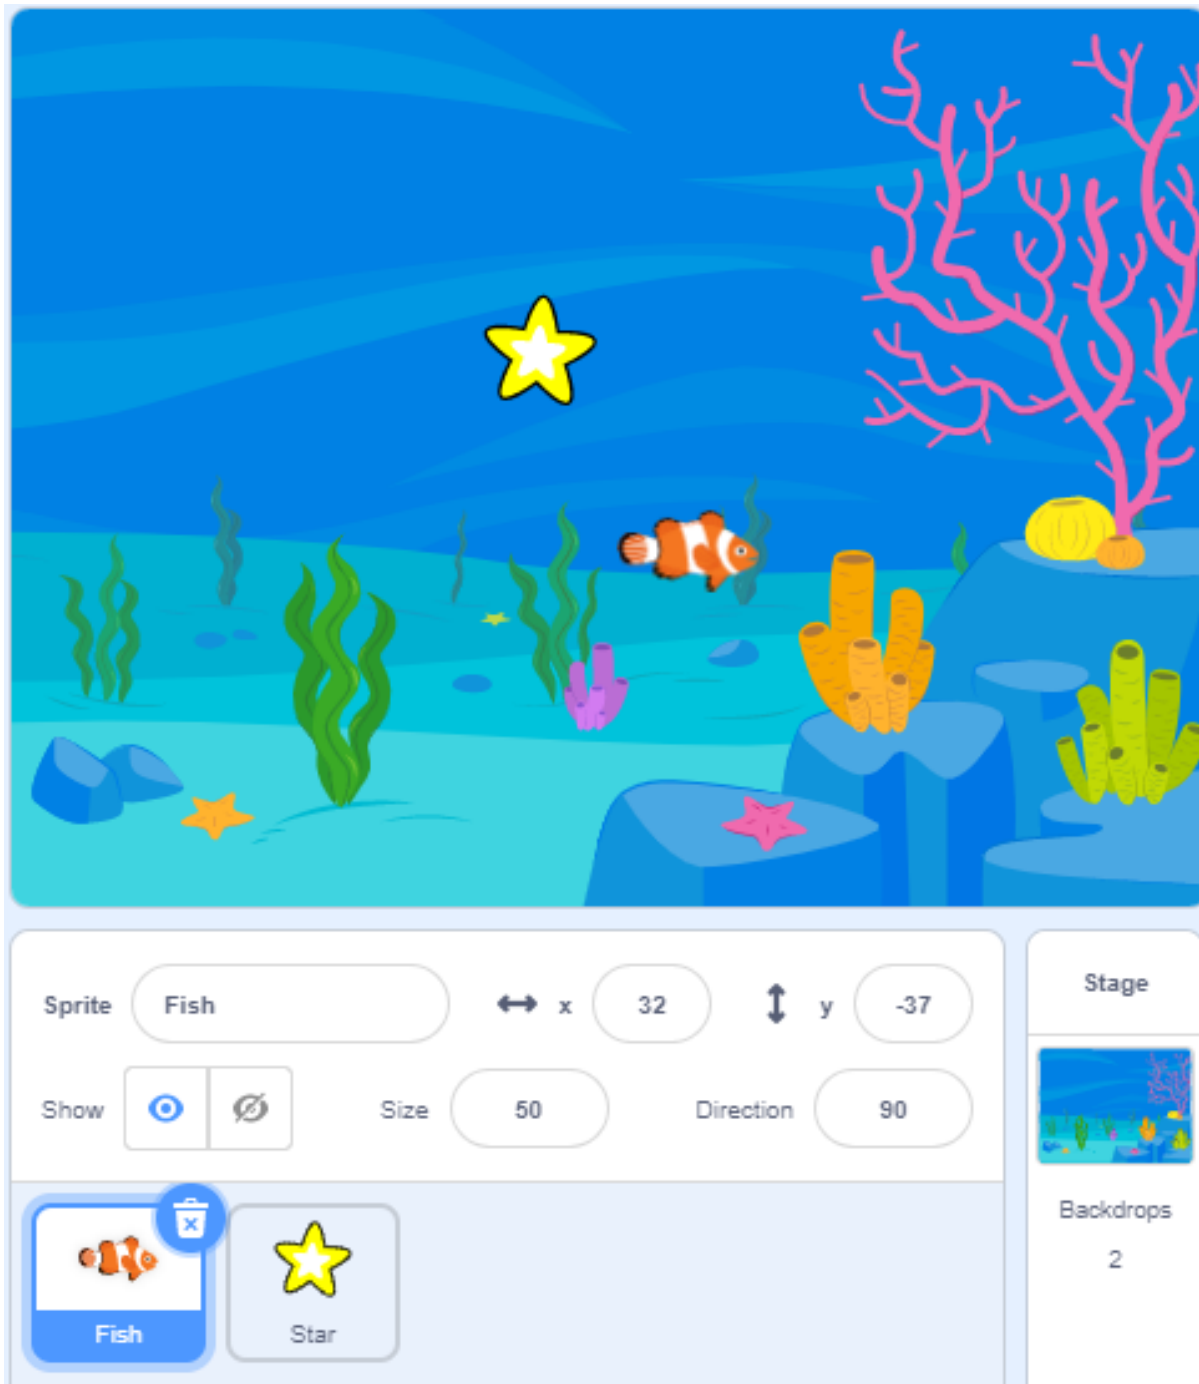 Sprite Fish x 32 y -37
Stage
Show Size 50 Direction 90
Backdrops
2
Fish
Star